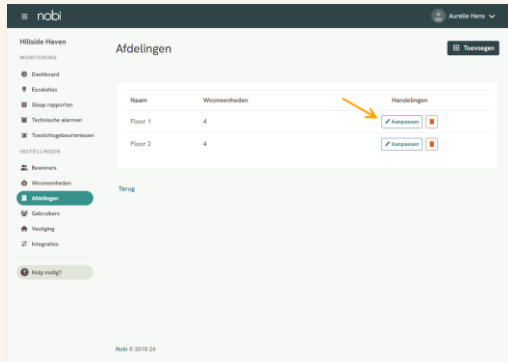 nobi
Aurelie Hens
Hillside Haven
MONITORING
Dashboard
Escalaties
Slaap rapporten
Technische alarmen
Toezichtsgebeurtenissen
INSTELLINGEN
Bewoners
Wooneenheden
Afdelingen
Gebruikers
Vestiging
Integraties
Hulp nodig?
Afdelingen
Toevoegen
Naam Wooneenheden Handelingen
Floor 1 4 Aanpassen
Floor 2 4 Aanpassen
Terug
Nobi © 2019-24